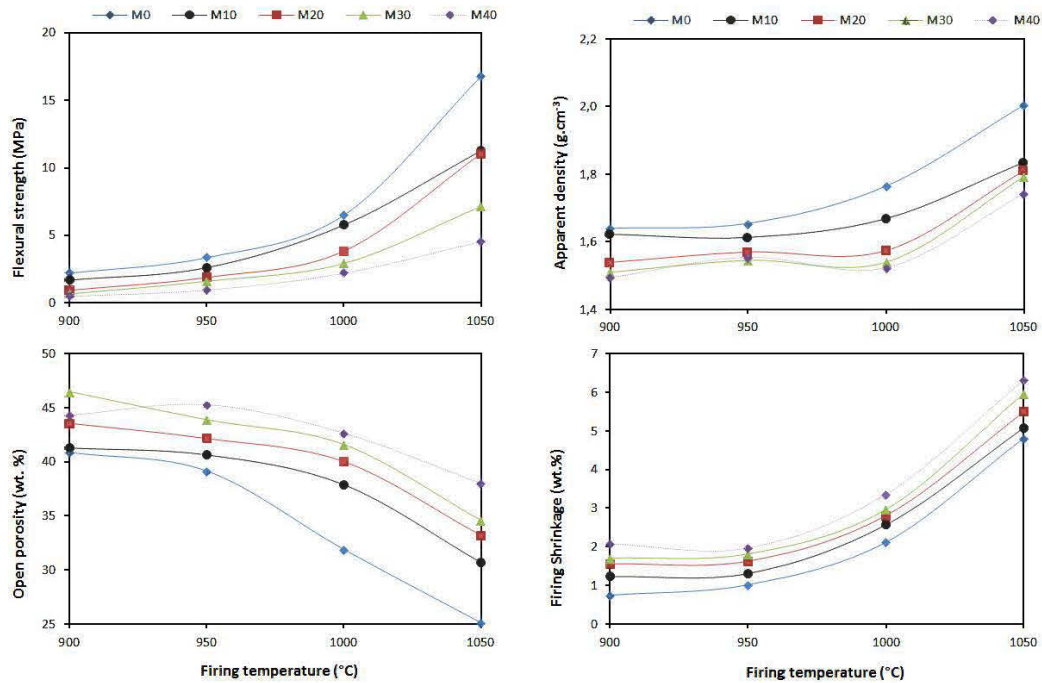 M0 M10 M20 M30 M40
Flexural strength (MPa)
20
15
10
5
0
900 950 1000 1050
M0 M10 M20 M30 M40
Apparent density (g.cm-³)
2,2
2,0
1,8
1,6
1,4
900 950 1000 1050
Open porosity (wt. %)
50
45
40
35
30
25
900 950 1000 1050
Firing temperature (°C)
Firing Shrinkage (wt.%)
7
6
5
4
3
2
1
0
900 950 1000 1050
Firing temperature (°C)